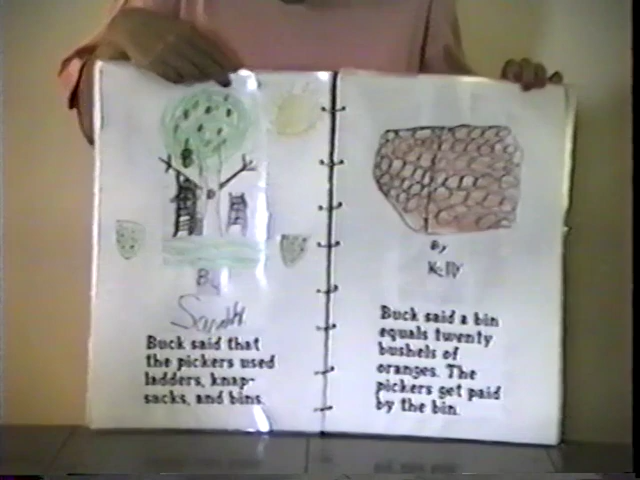 By
Sarah
Buck said that
the pickers used
ladders, knap-
sacks, and bins.
By
Kelly
Buck said a bin
equals twenty
bushels of
oranges. The
pickers get paid
by the bin.